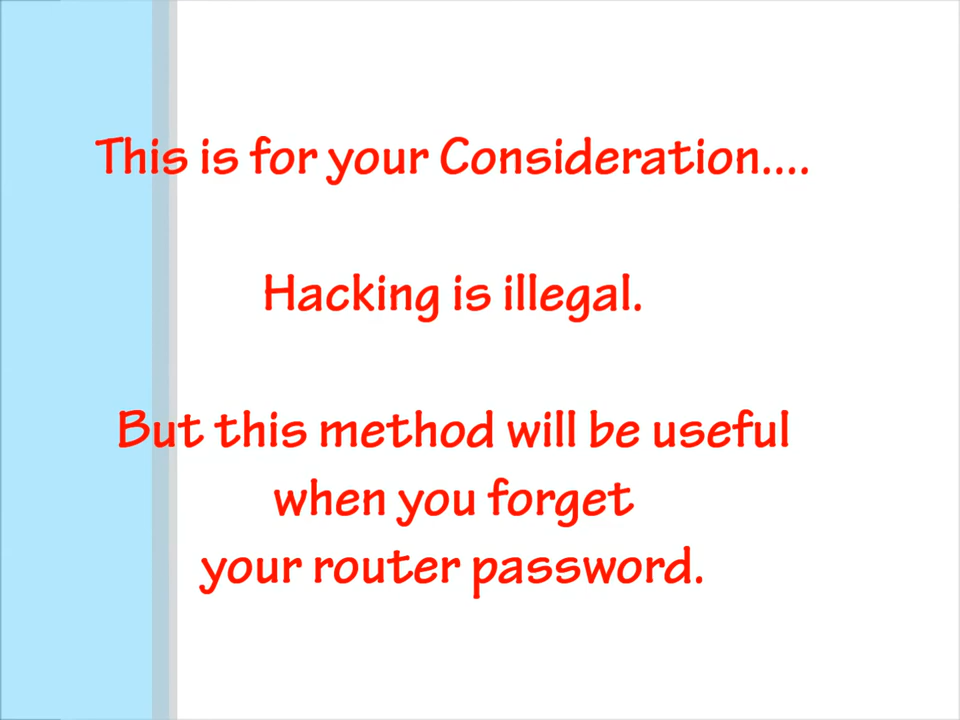 This is for your Consideration....
Hacking is illegal.
But this method will be useful
when you forget
your router password.